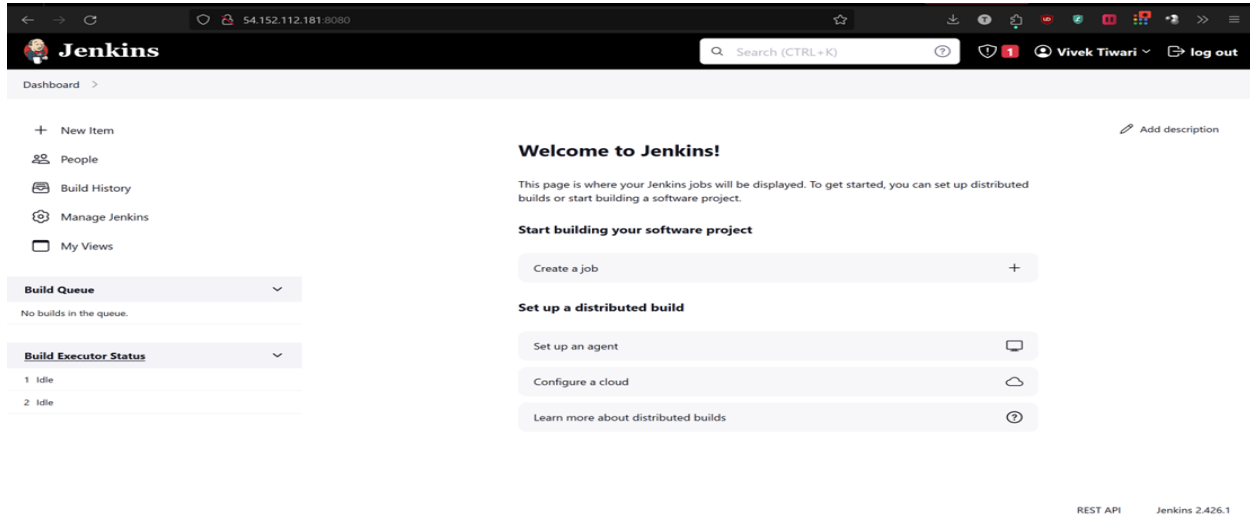 54.152.112.181:8080
Jenkins
Search (CTRL+K)
1
Vivek Tiwari
log out
Dashboard
New Item
People
Build History
Manage Jenkins
My Views
Build Queue
No builds in the queue.
Build Executor Status
1 Idle
2 Idle
Add description
Welcome to Jenkins!
This page is where your Jenkins jobs will be displayed. To get started, you can set up distributed
builds or start building a software project.
Start building your software project
Create a job
Set up a distributed build
Set up an agent
Configure a cloud
Learn more about distributed builds
REST API
Jenkins 2.426.1